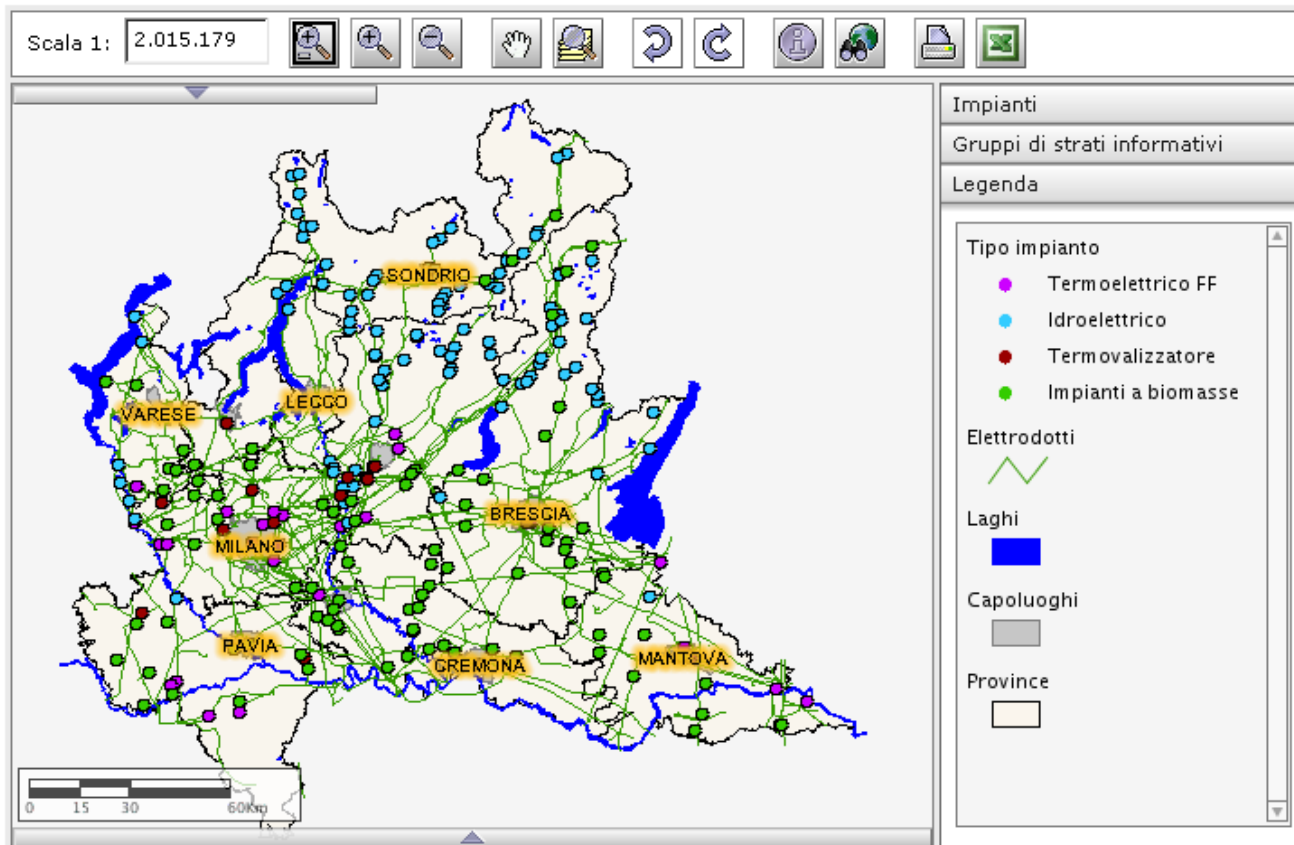 Scala 1: 2.015.179
Impianti
Gruppi di strati informativi
Legenda
Tipo impianto
Termoelettrico FF
Idroelettrico
Termovalizzatore
Impianti a biomasse
Elettrodotti
Laghi
Capoluoghi
Province
SONDRIO
LECCO
VARESE
BRESCIA
MILANO
PAVIA
CREMONA
MANTOVA
0 15 30 60Km